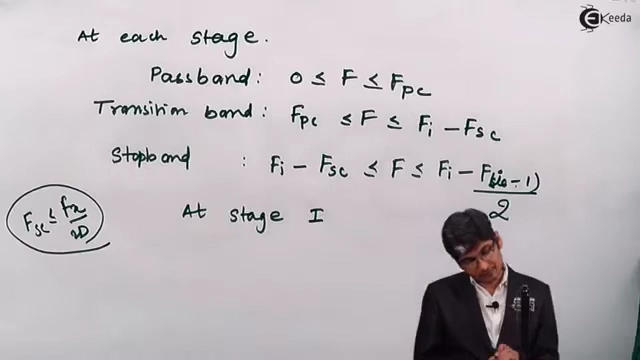 Ekeeda
At each stage.
Passband: 0 ≤ F ≤ Fpc
Transition band: Fpc ≤ F ≤ Fi - Fsc
Stopband : Fi - Fsc ≤ F ≤ Fi - F(i-1)/2
Fsc ≤ Fx/2D
At stage I